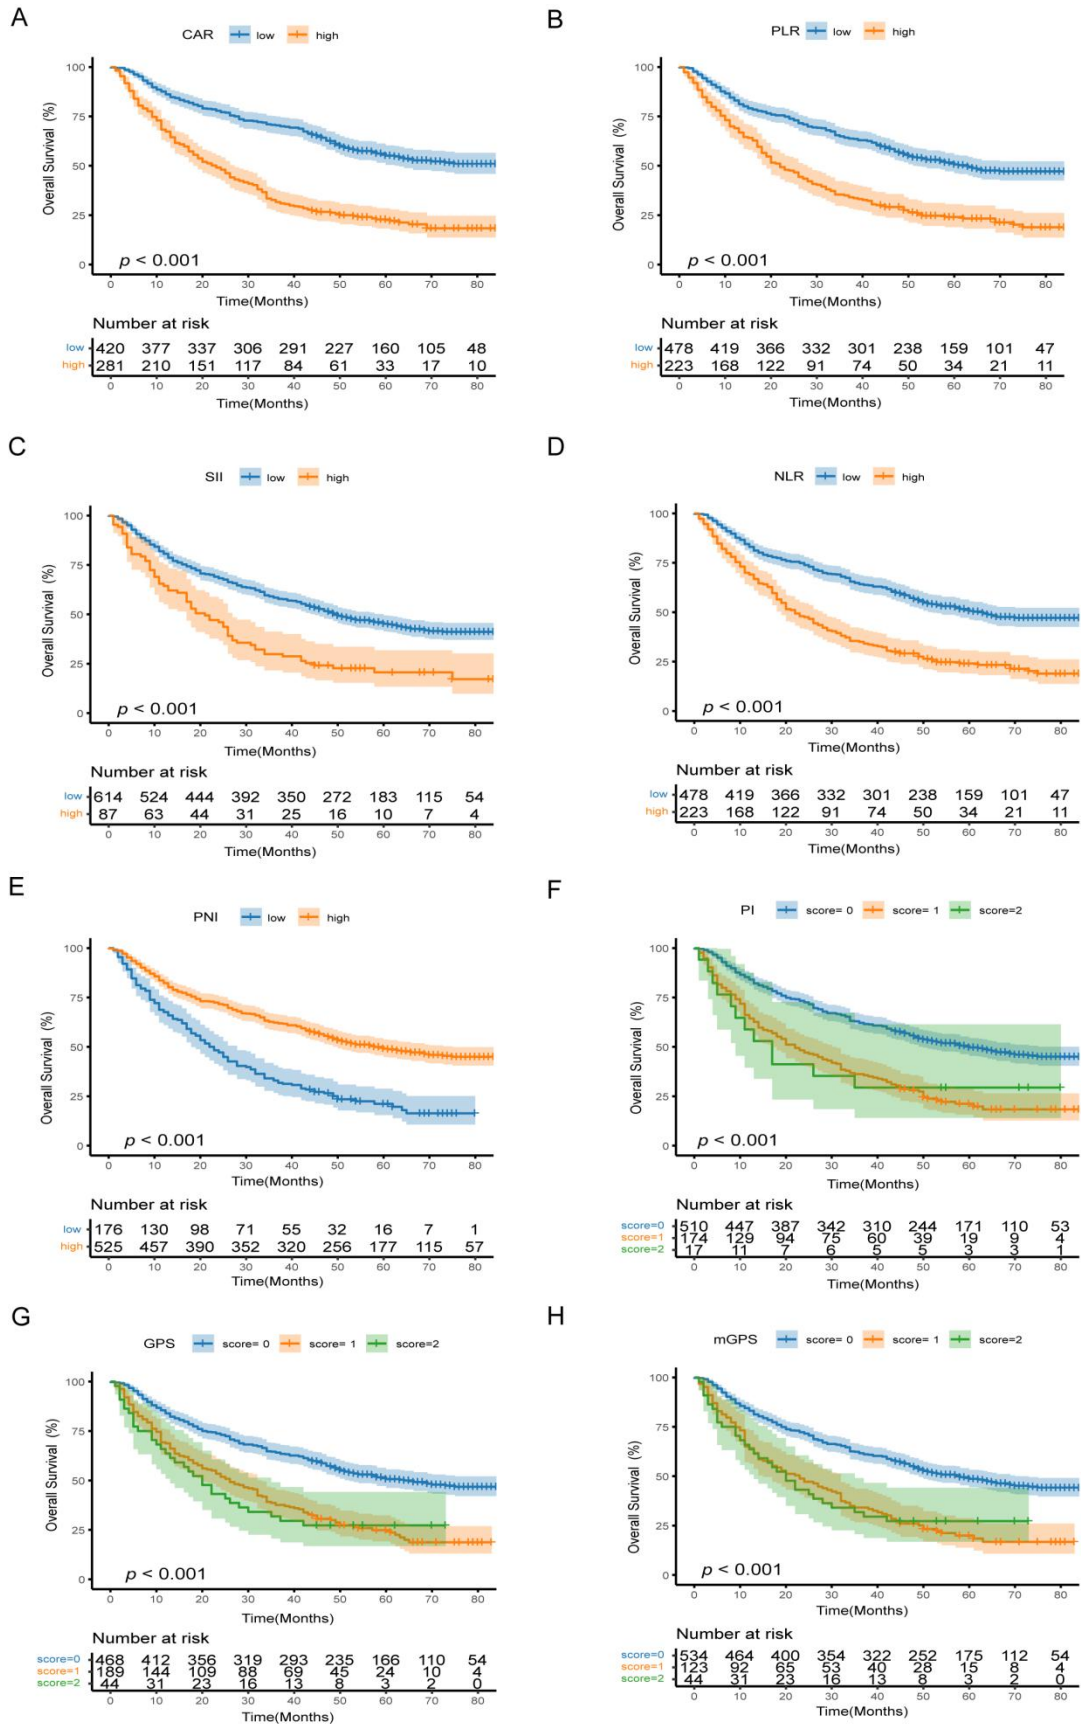 A
CAR low high
100
75
50
25
0
Overall Survival (%)
p < 0.001
0 10 20 30 40 50 60 70 80
Time(Months)
Number at risk
low 420 377 337 306 291 227 160 105 48
high 281 210 151 117 84 61 33 17 10
0 10 20 30 40 50 60 70 80
Time(Months)
B
PLR low high
100
75
50
25
0
Overall Survival (%)
p < 0.001
0 10 20 30 40 50 60 70 80
Time(Months)
Number at risk
low 478 419 366 332 301 238 159 101 47
high 223 168 122 91 74 50 34 21 11
0 10 20 30 40 50 60 70 80
Time(Months)
C
SII low high
100
75
50
25
0
Overall Survival (%)
p < 0.001
0 10 20 30 40 50 60 70 80
Time(Months)
Number at risk
low 614 524 444 392 350 272 183 115 54
high 87 63 44 31 25 16 10 7 4
0 10 20 30 40 50 60 70 80
Time(Months)
D
NLR low high
100
75
50
25
0
Overall Survival (%)
p < 0.001
0 10 20 30 40 50 60 70 80
Time(Months)
Number at risk
low 478 419 366 332 301 238 159 101 47
high 223 168 122 91 74 50 34 21 11
0 10 20 30 40 50 60 70 80
Time(Months)
E
PNI low high
100
75
50
25
0
Overall Survival (%)
p < 0.001
0 10 20 30 40 50 60 70 80
Time(Months)
Number at risk
low 176 130 98 71 55 32 16 7 1
high 525 457 390 352 320 256 177 115 57
0 10 20 30 40 50 60 70 80
Time(Months)
F
PI score= 0 score= 1 score=2
100
75
50
25
0
Overall Survival (%)
p < 0.001
0 10 20 30 40 50 60 70 80
Time(Months)
Number at risk
score=0 510 447 387 342 310 244 171 110 53
score=1 174 129 94 75 60 39 19 9 4
score=2 17 11 7 6 5 5 3 3 1
0 10 20 30 40 50 60 70 80
Time(Months)
G
GPS score= 0 score= 1 score=2
100
75
50
25
0
Overall Survival (%)
p < 0.001
0 10 20 30 40 50 60 70 80
Time(Months)
Number at risk
score=0 468 412 356 319 293 235 166 110 54
score=1 189 144 109 88 69 45 24 10 4
score=2 44 31 23 16 13 8 3 2 0
0 10 20 30 40 50 60 70 80
Time(Months)
H
mGPS score= 0 score= 1 score=2
100
75
50
25
0
Overall Survival (%)
p < 0.001
0 10 20 30 40 50 60 70 80
Time(Months)
Number at risk
score=0 534 464 400 354 322 252 175 112 54
score=1 123 92 65 53 40 28 15 8 4
score=2 44 31 23 16 13 8 3 2 0
0 10 20 30 40 50 60 70 80
Time(Months)